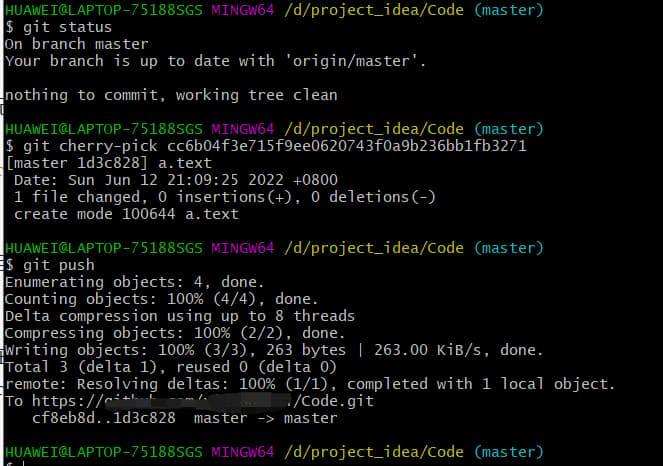 HUAWEI@LAPTOP-75188SGS MINGW64 /d/project_idea/Code (master)
$ git status
On branch master
Your branch is up to date with 'origin/master'.
nothing to commit, working tree clean
HUAWEI@LAPTOP-75188SGS MINGW64 /d/project_idea/Code (master)
$ git cherry-pick cc6b04f3e715f9ee0620743f0a9b236bb1fb3271
[master 1d3c828] a.text
Date: Sun Jun 12 21:09:25 2022 +0800
1 file changed, 0 insertions(+), 0 deletions(-)
create mode 100644 a.text
HUAWEI@LAPTOP-75188SGS MINGW64 /d/project_idea/Code (master)
$ git push
Enumerating objects: 4, done.
Counting objects: 100% (4/4), done.
Delta compression using up to 8 threads
Compressing objects: 100% (2/2), done.
Writing objects: 100% (3/3), 263 bytes | 263.00 KiB/s, done.
Total 3 (delta 1), reused 0 (delta 0)
remote: Resolving deltas: 100% (1/1), completed with 1 local object.
To https:// /Code.git
cf8eb8d..1d3c828 master -> master
HUAWEI@LAPTOP-75188SGS MINGW64 /d/project_idea/Code (master)
$